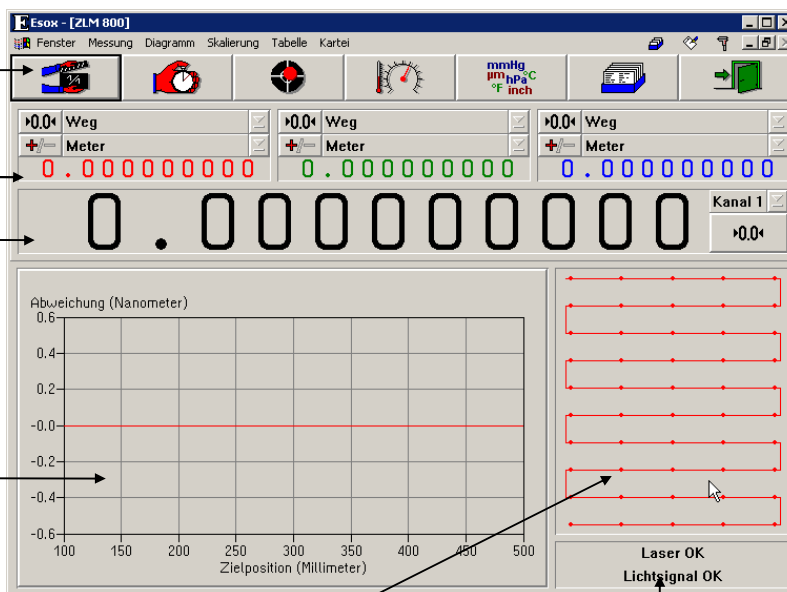 Esox - [ZLM 800]
Fenster Messung Diagramm Skalierung Tabelle Kartei
1/A
mmHg
µm hPa °C
°F inch
0.0 Weg 0.0 Weg 0.0 Weg
+/- Meter +/- Meter +/- Meter
0.000000000 0.000000000 0.000000000
0.000000000 Kanal 1
0.0
Abweichung (Nanometer)
0.6
0.4
0.2
-0.0
-0.2
-0.4
-0.6
100 150 200 250 300 350 400 450 500
Zielposition (Millimeter)
Laser OK
Lichtsignal OK